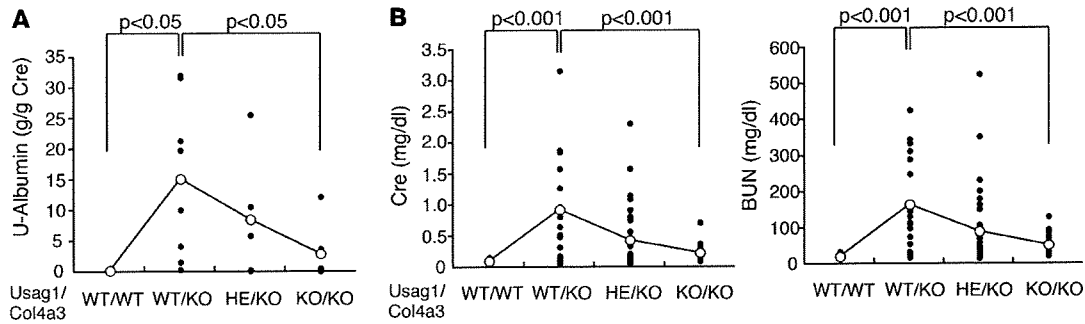 A
p<0.05 p<0.05
U-Albumin (g/g Cre)
35
30
25
20
15
10
5
0
Usag1/
Col4a3
WT/WT WT/KO HE/KO KO/KO
B
p<0.001 p<0.001
Cre (mg/dl)
3.5
3.0
2.5
2.0
1.5
1.0
0.5
0
Usag1/
Col4a3
WT/WT WT/KO HE/KO KO/KO
p<0.001 p<0.001
BUN (mg/dl)
600
500
400
300
200
100
0
WT/WT WT/KO HE/KO KO/KO